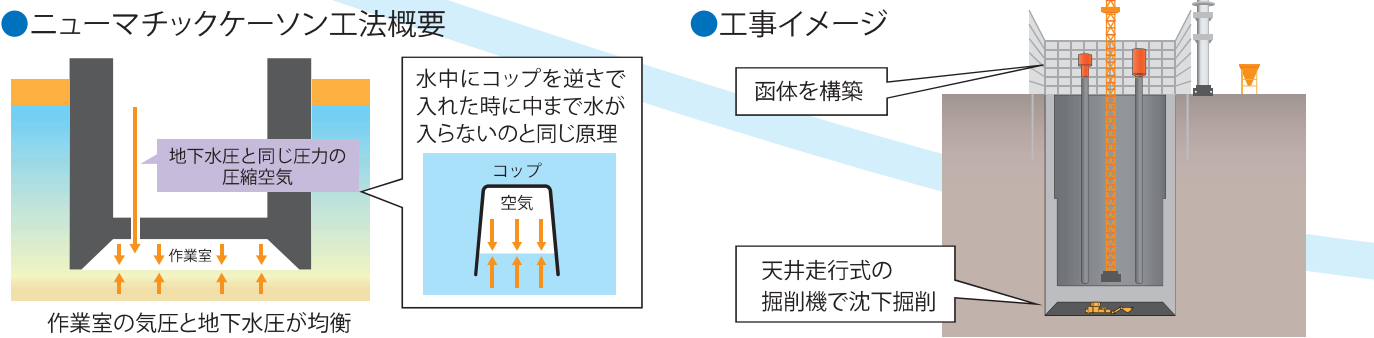 ●ニューマチックケーソン工法概要
地下水圧と同じ圧力の
圧縮空気
作業室
作業室の気圧と地下水圧が均衡
水中にコップを逆さで
入れた時に中まで水が
入らないのと同じ原理
コップ
空気
●工事イメージ
函体を構築
天井走行式の
掘削機で沈下掘削